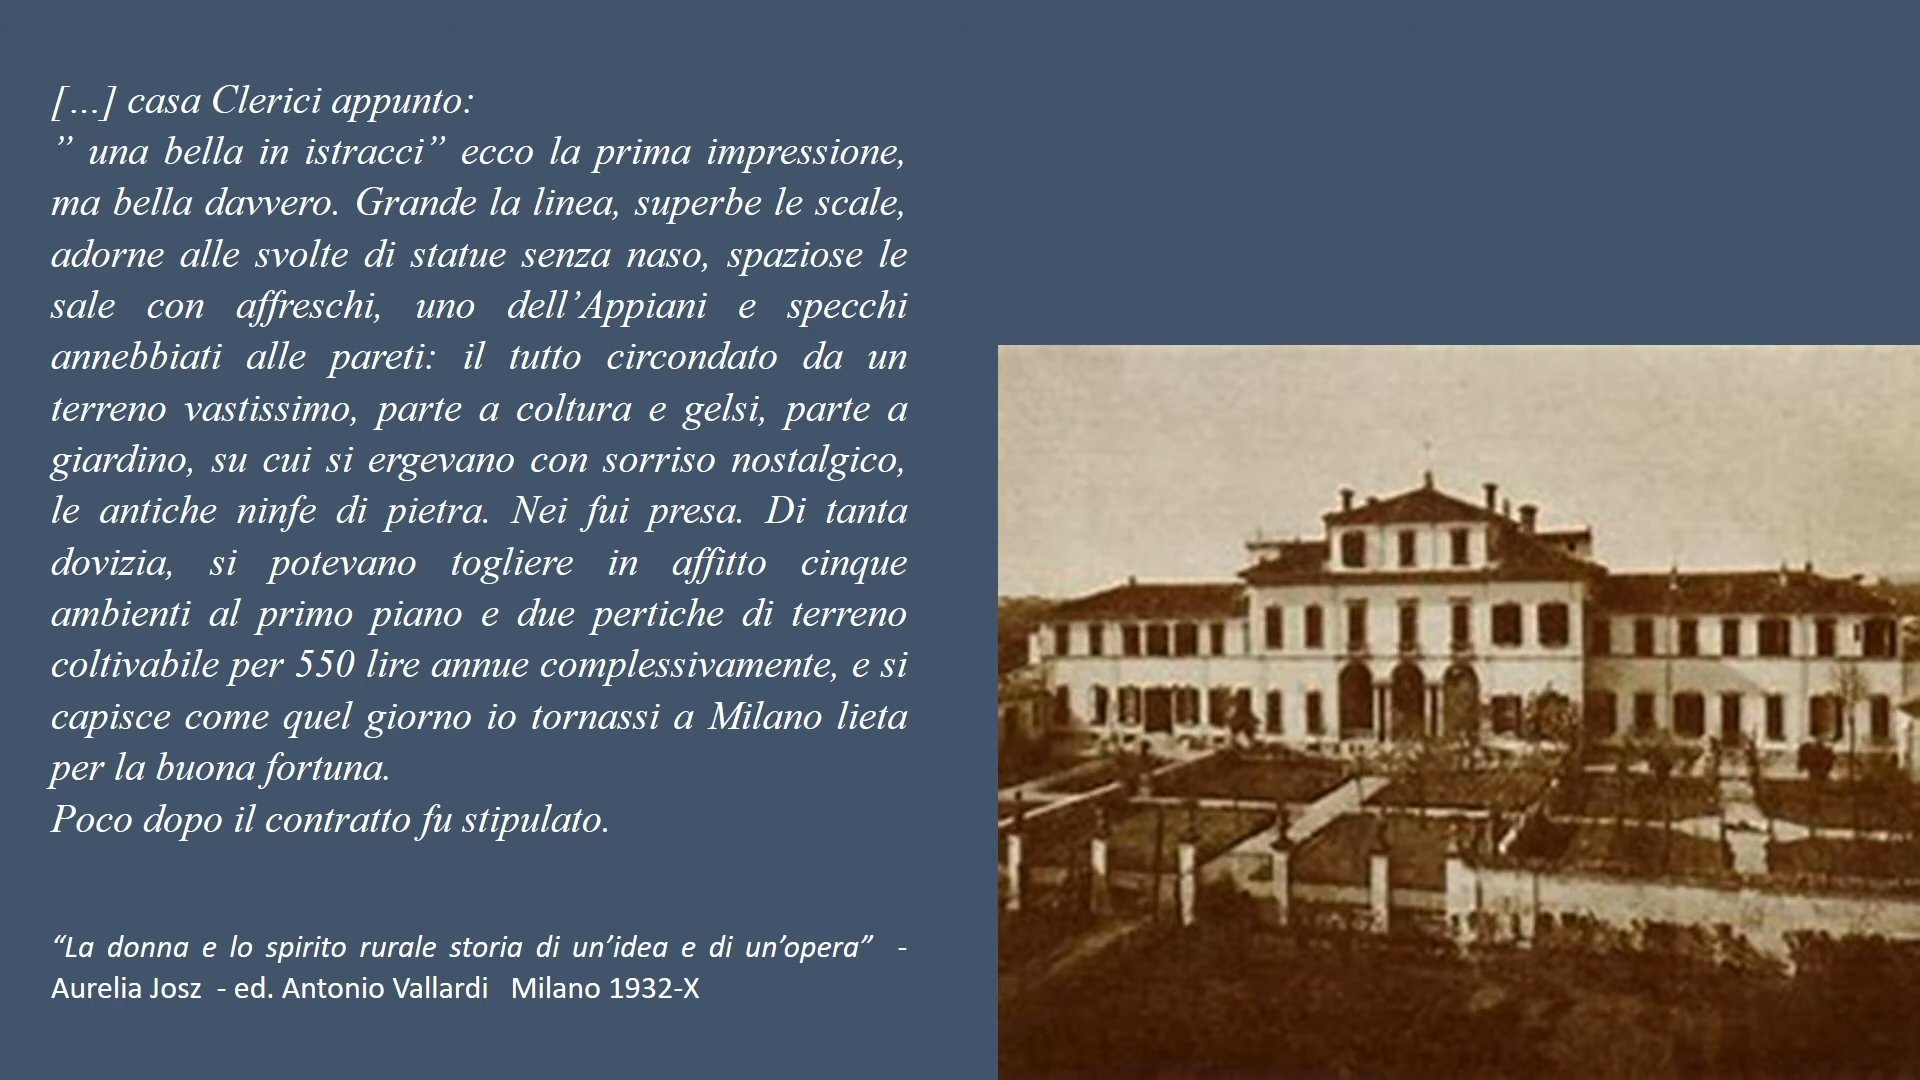 […] casa Clerici appunto:
” una bella in istracci” ecco la prima impressione,
ma bella davvero. Grande la linea, superbe le scale,
adorne alle svolte di statue senza naso, spaziose le
sale con affreschi, uno dell’Appiani e specchi
annebbiati alle pareti: il tutto circondato da un
terreno vastissimo, parte a coltura e gelsi, parte a
giardino, su cui si ergevano con sorriso nostalgico,
le antiche ninfe di pietra. Nei fui presa. Di tanta
dovizia, si potevano togliere in affitto cinque
ambienti al primo piano e due pertiche di terreno
coltivabile per 550 lire annue complessivamente, e si
capisce come quel giorno io tornassi a Milano lieta
per la buona fortuna.
Poco dopo il contratto fu stipulato.
“La donna e lo spirito rurale storia di un’idea e di un’opera” -
Aurelia Josz - ed. Antonio Vallardi Milano 1932-X